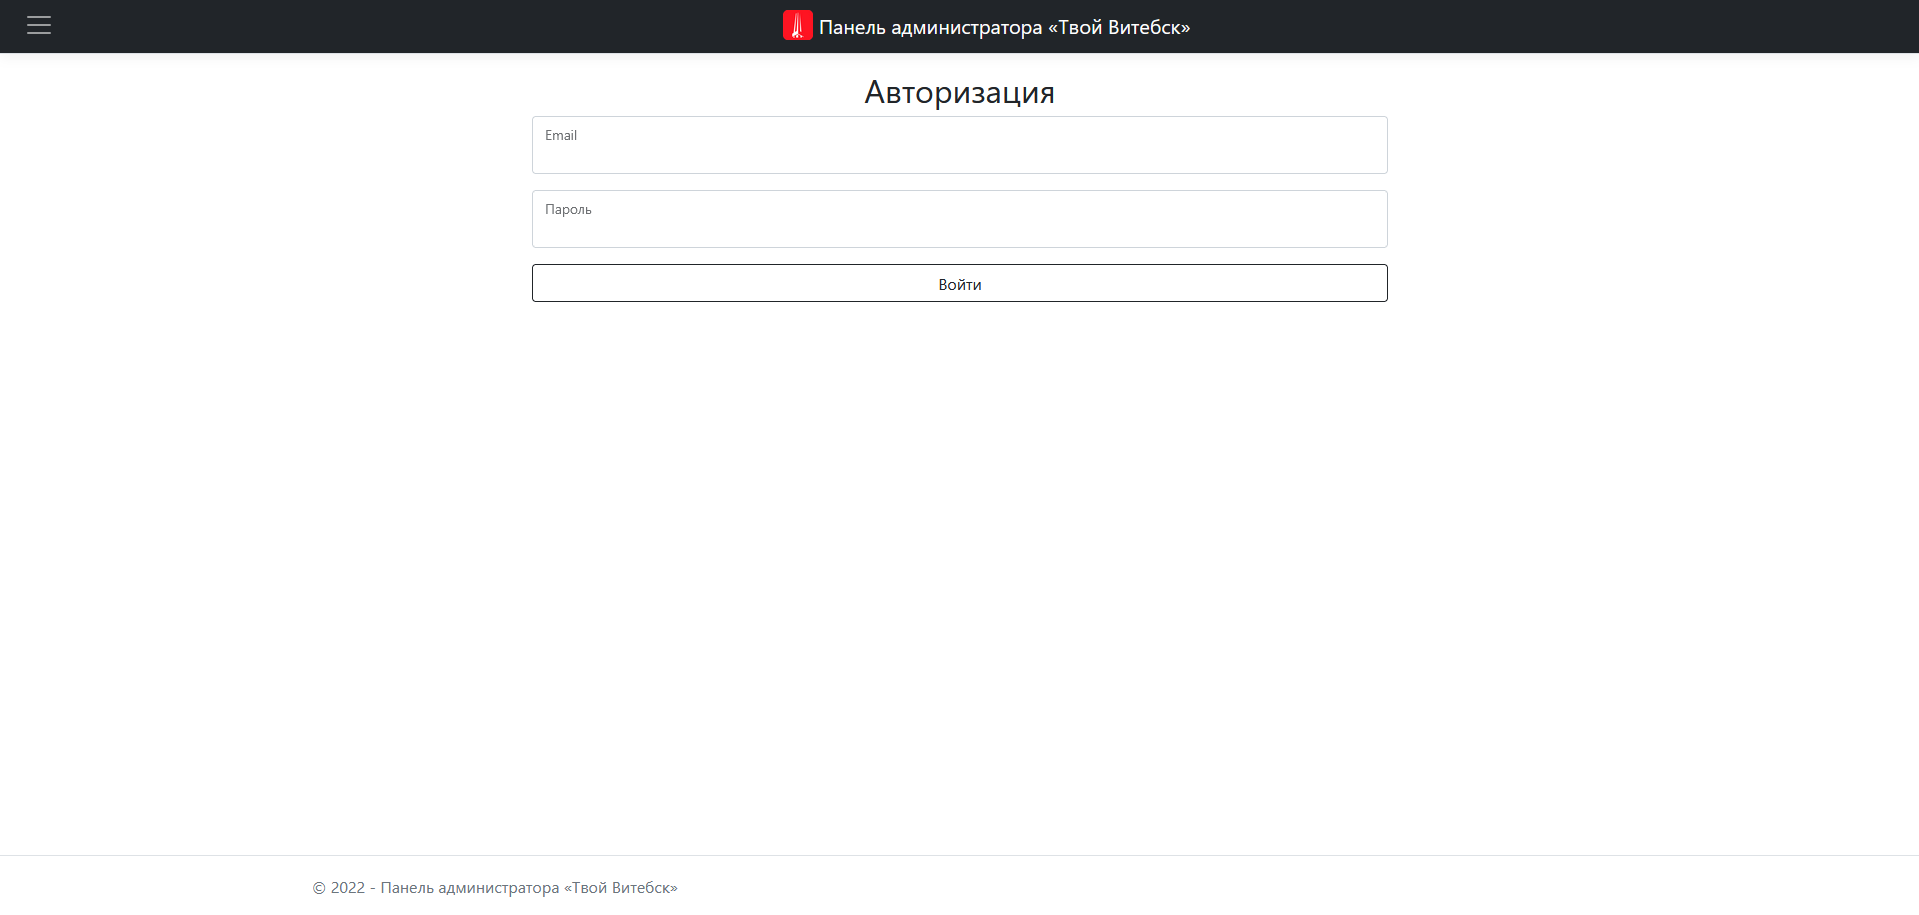 Панель администратора «Твой Витебск»
Авторизация
Email
Пароль
Войти
© 2022 - Панель администратора «Твой Витебск»